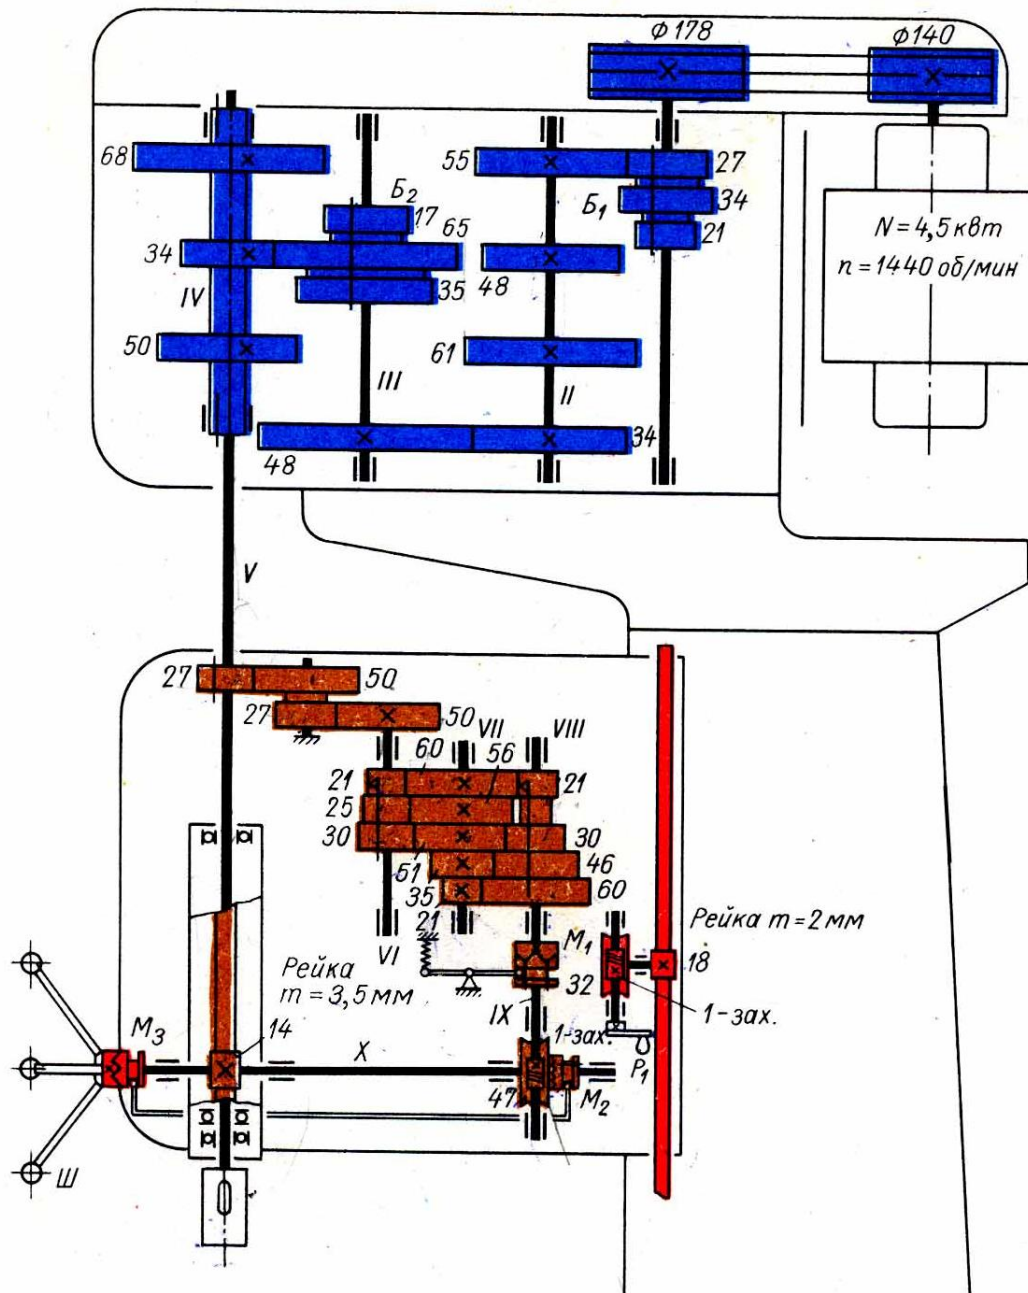 ϕ178
ϕ140
68
55
27
Б₂
Б₁
34
17
65
21
34
48
35
IV
N = 4,5 квт
n = 1440 об/мин
50
61
III
II
48
34
V
27
50
27
50
VII
VIII
60
56
21
21
25
30
30
51
46
35
60
21
VI
M₁
Рейка m = 2 мм
Рейка
m = 3,5 мм
32
18
IX
1-зах.
M₃
14
X
1-зах.
P₁
47
M₂
Ш